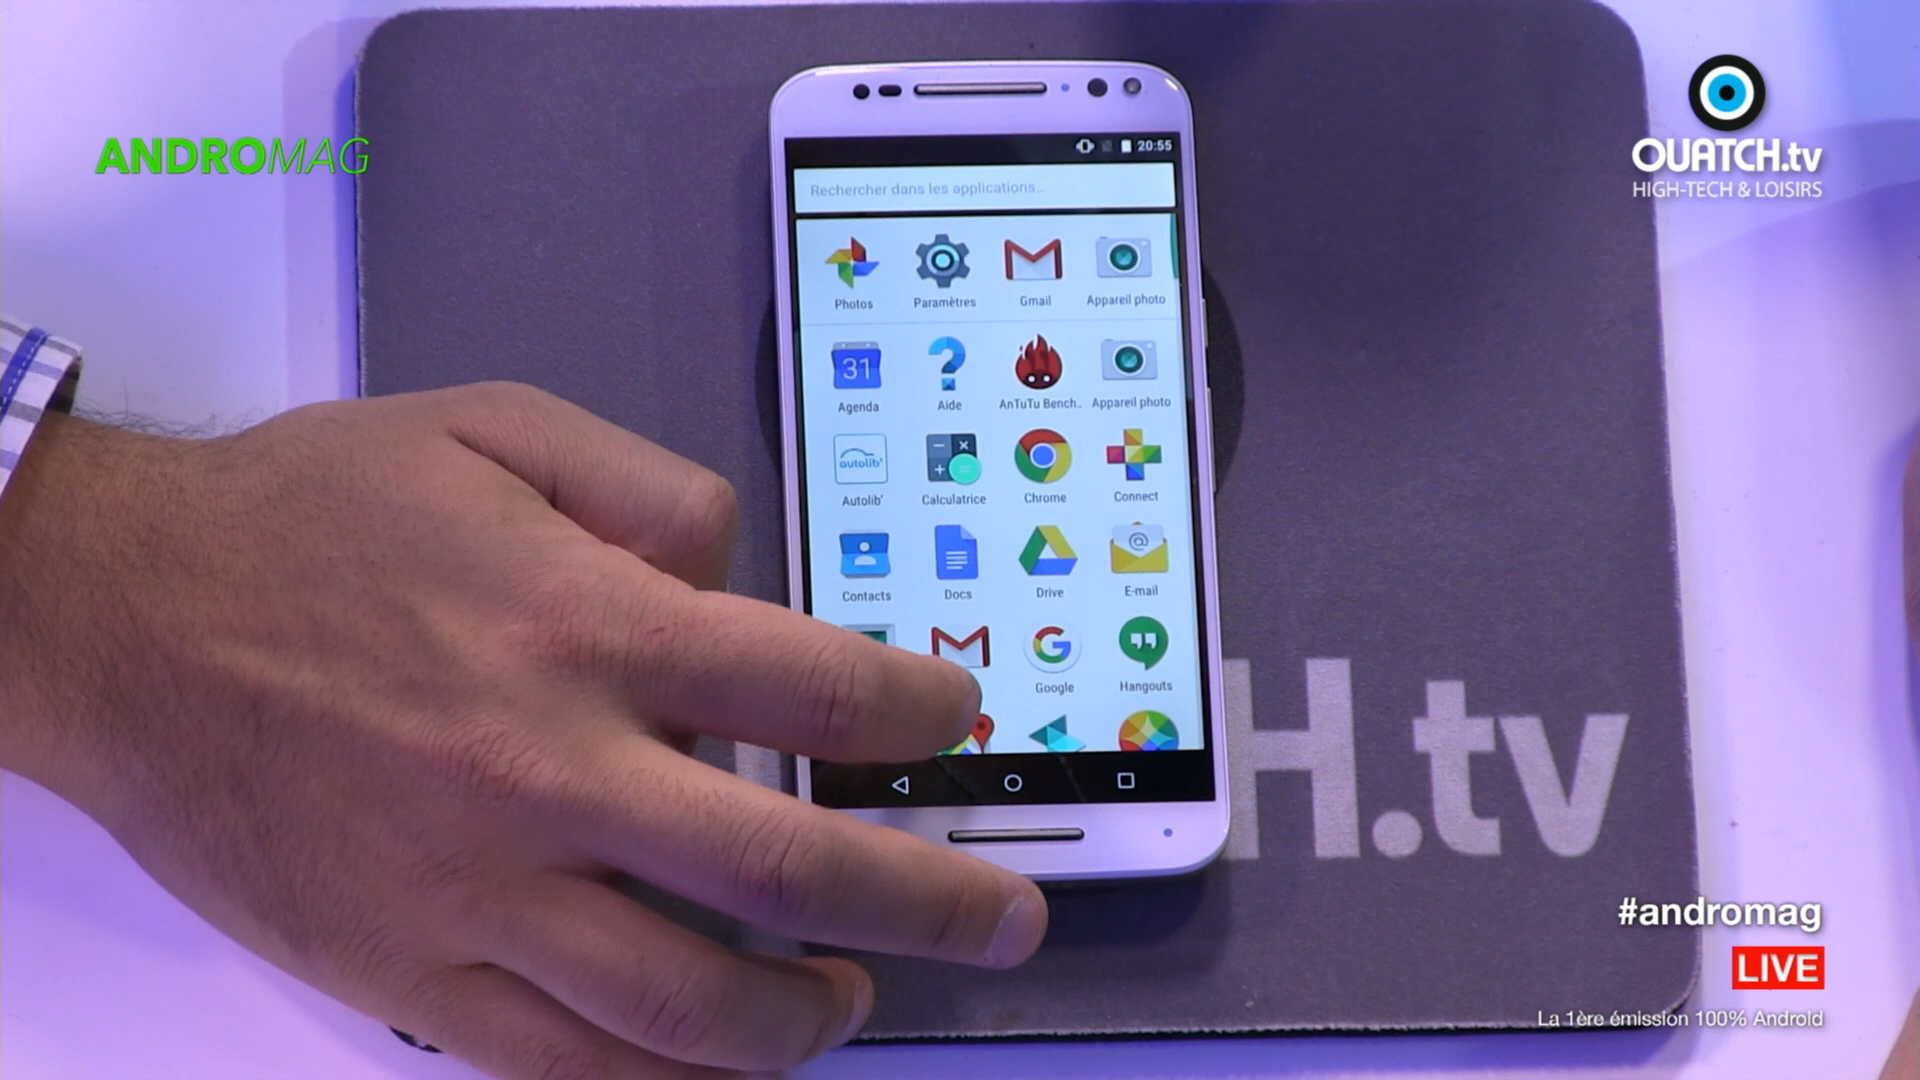 ANDROMAG
OUATCH.tv
HIGH-TECH & LOISIRS
20:55
Rechercher dans les applications...
Photos
Paramètres
Gmail
Appareil photo
31
Agenda
Aide
AnTuTu Bench..
Appareil photo
autolib'
Autolib'
Calculatrice
Chrome
Connect
Contacts
Docs
Drive
E-mail
Google
Hangouts
H.tv
#andromag
LIVE
La 1ère émission 100% Android